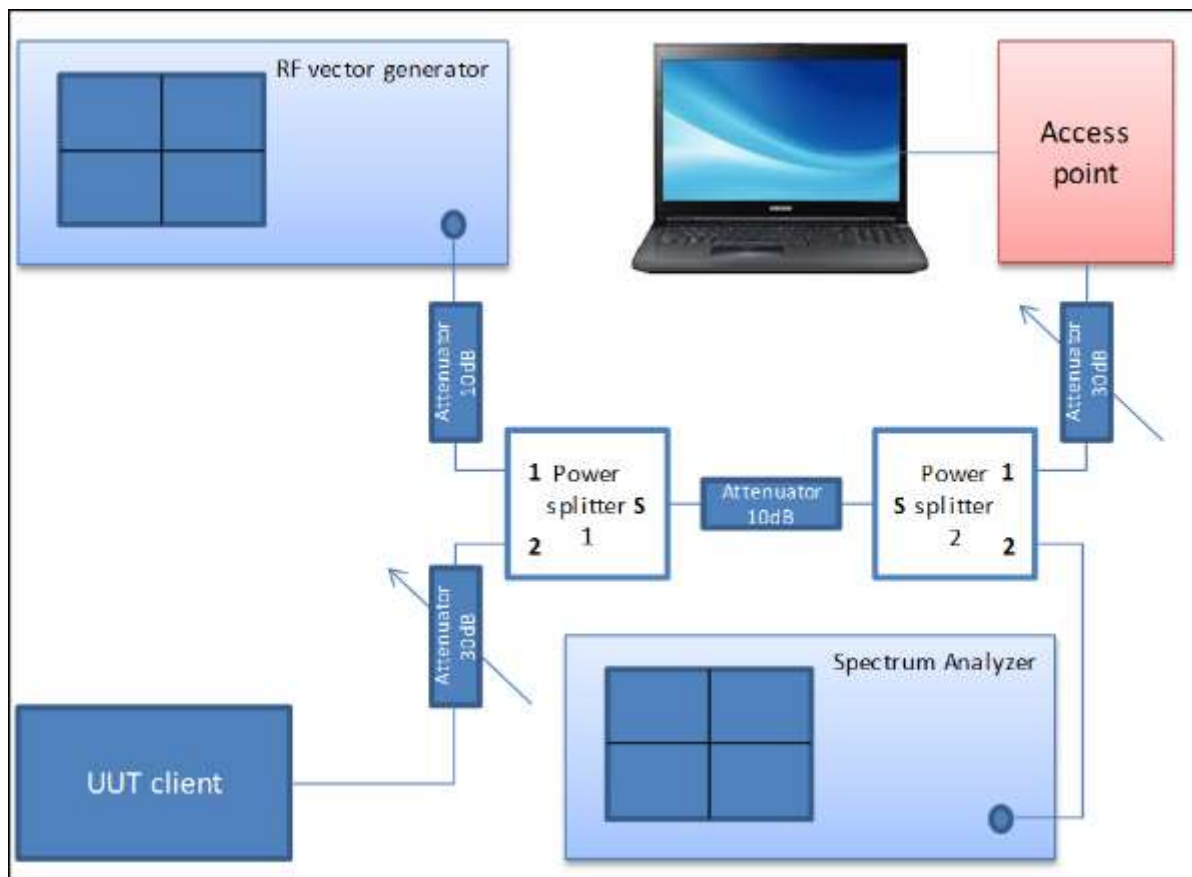 RF vector generator
Access
point
Attenuator
10dB
Attenuator
30dB
1 Power
splitter S
1
2
Attenuator
10dB
Power 1
S splitter
2 2
Attenuator
30dB
Spectrum Analyzer
UUT client